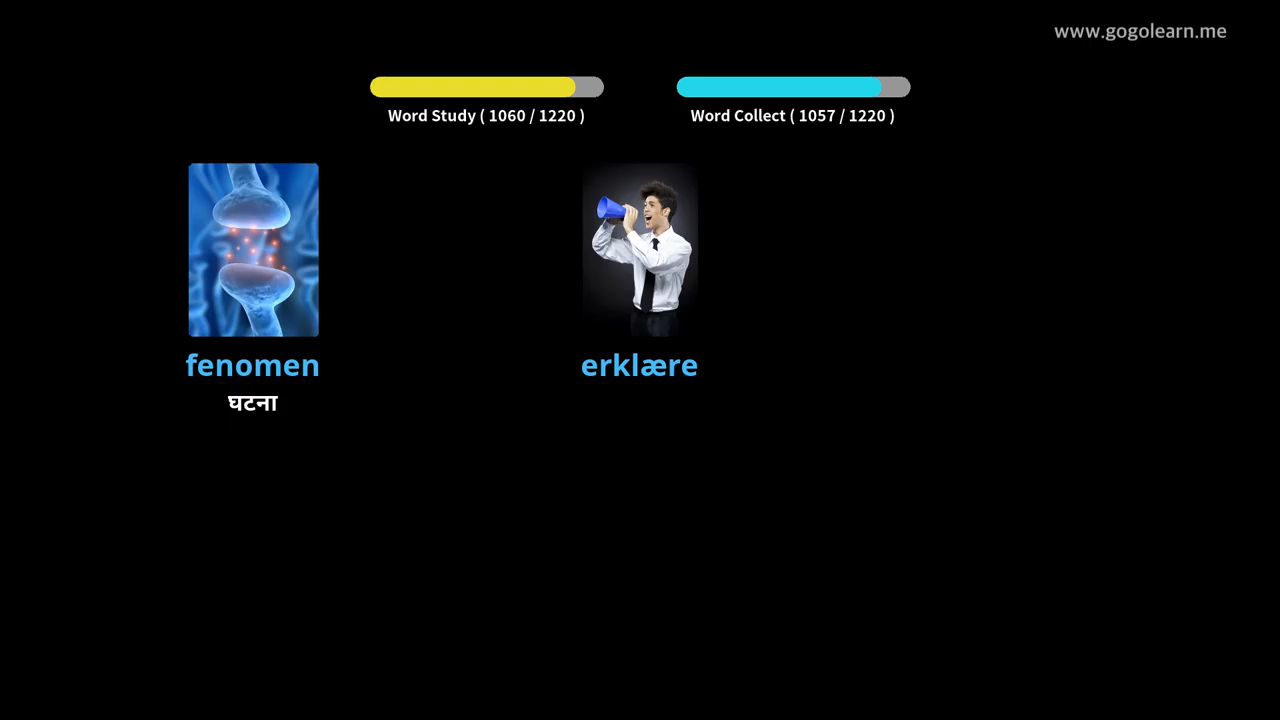 www.gogolearn.me
Word Study ( 1060 / 1220 )
Word Collect ( 1057 / 1220 )
fenomen
erklære
घटना